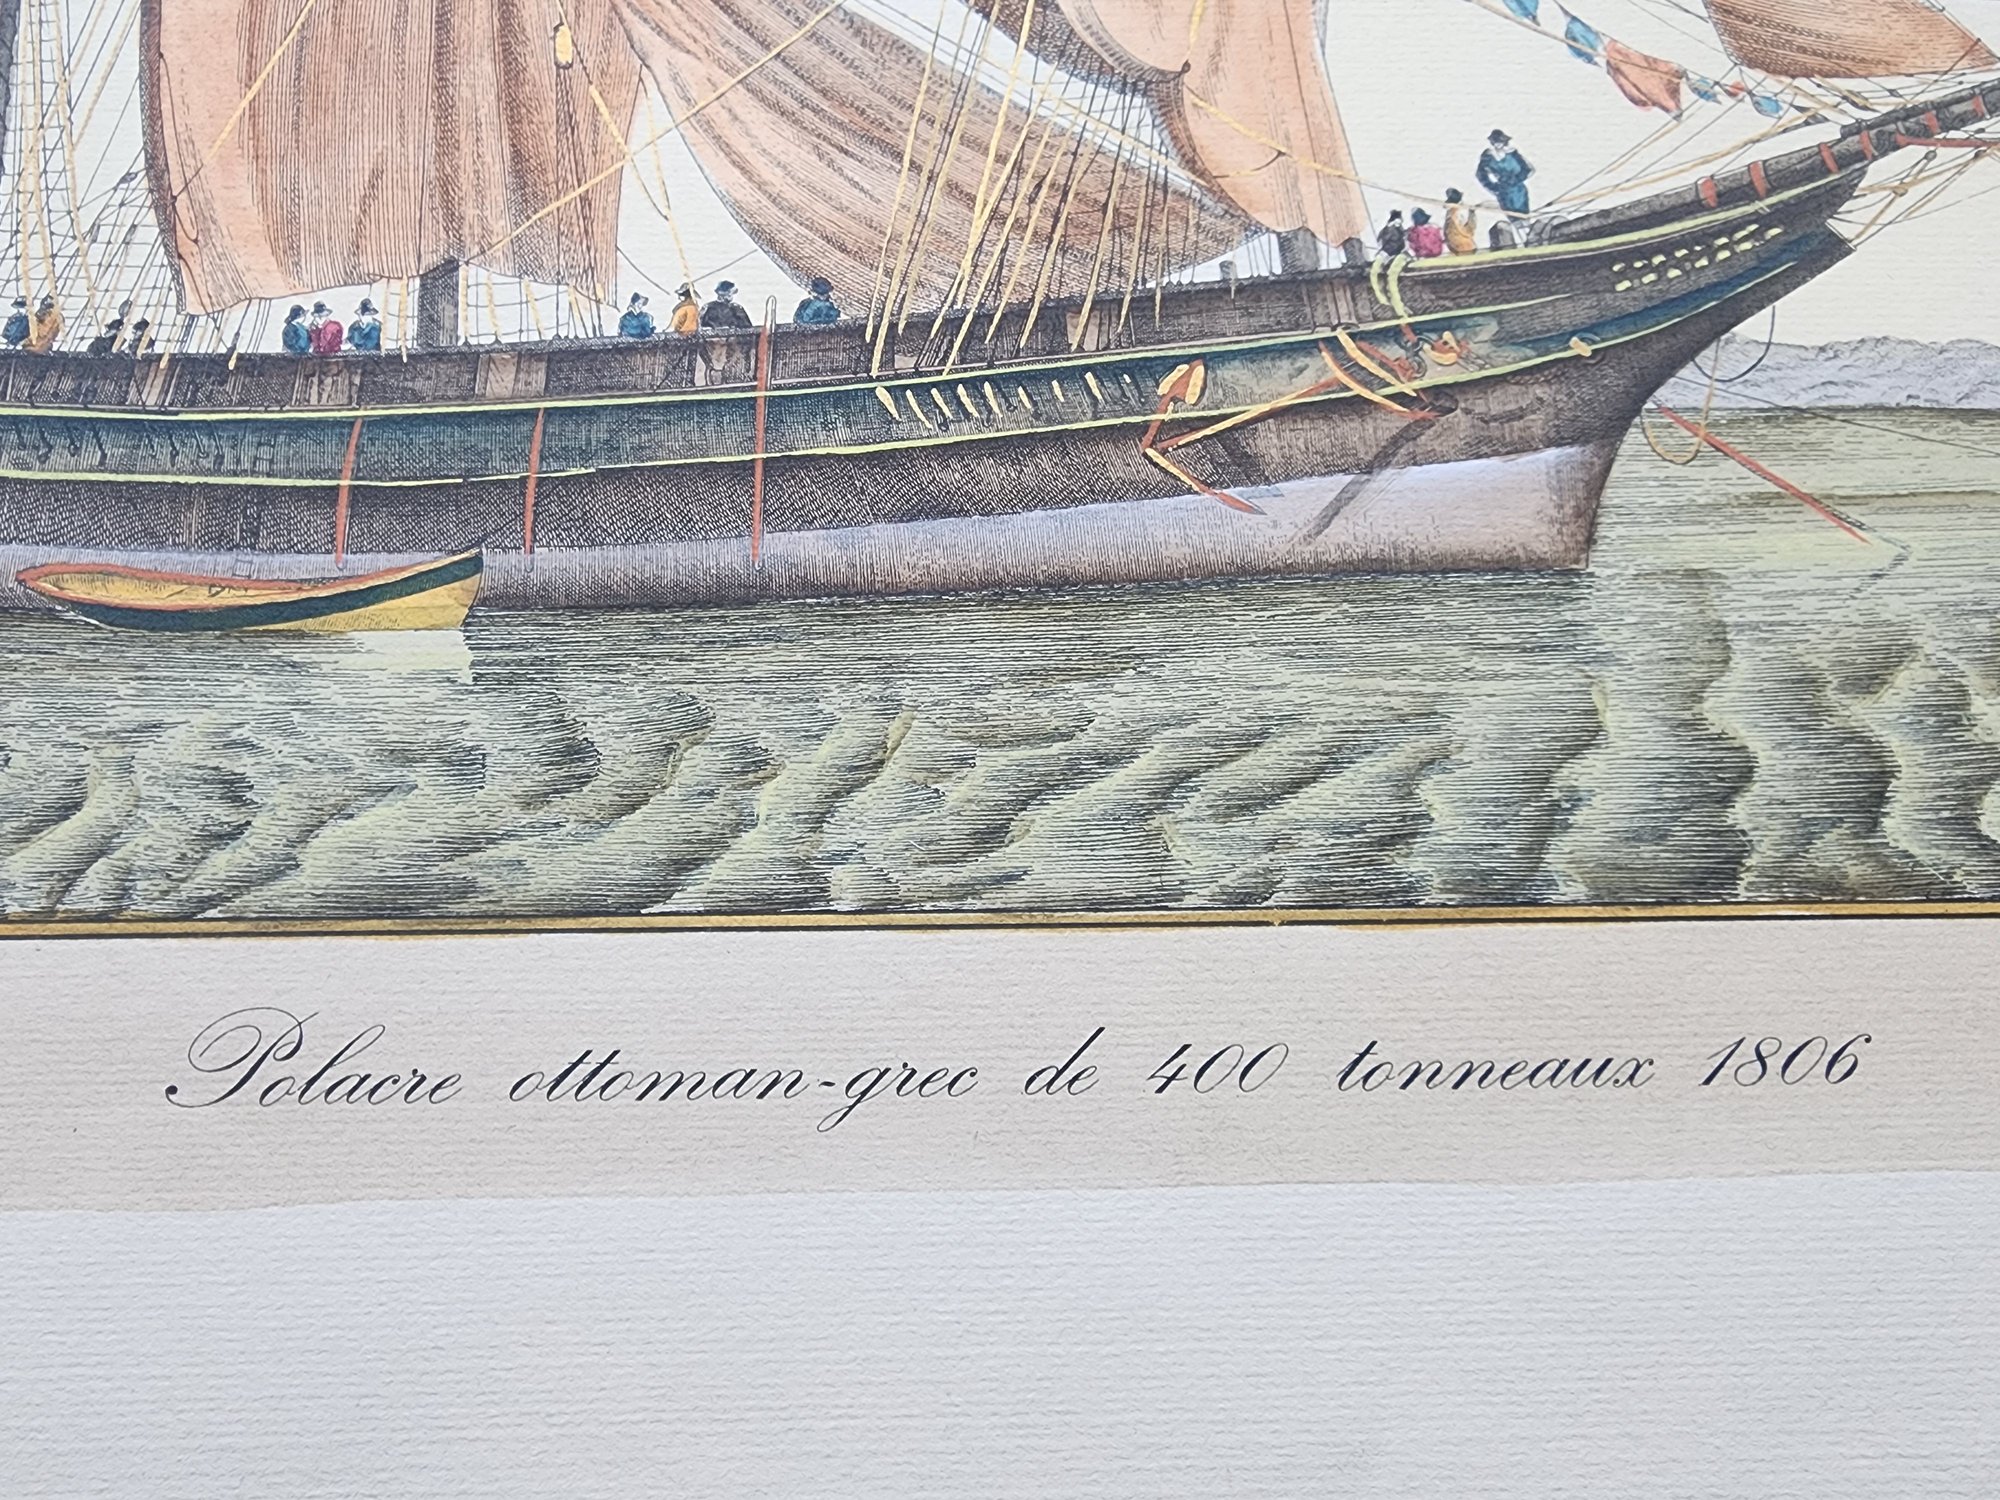 Polacre ottoman-grec de 400 tonneaux 1806